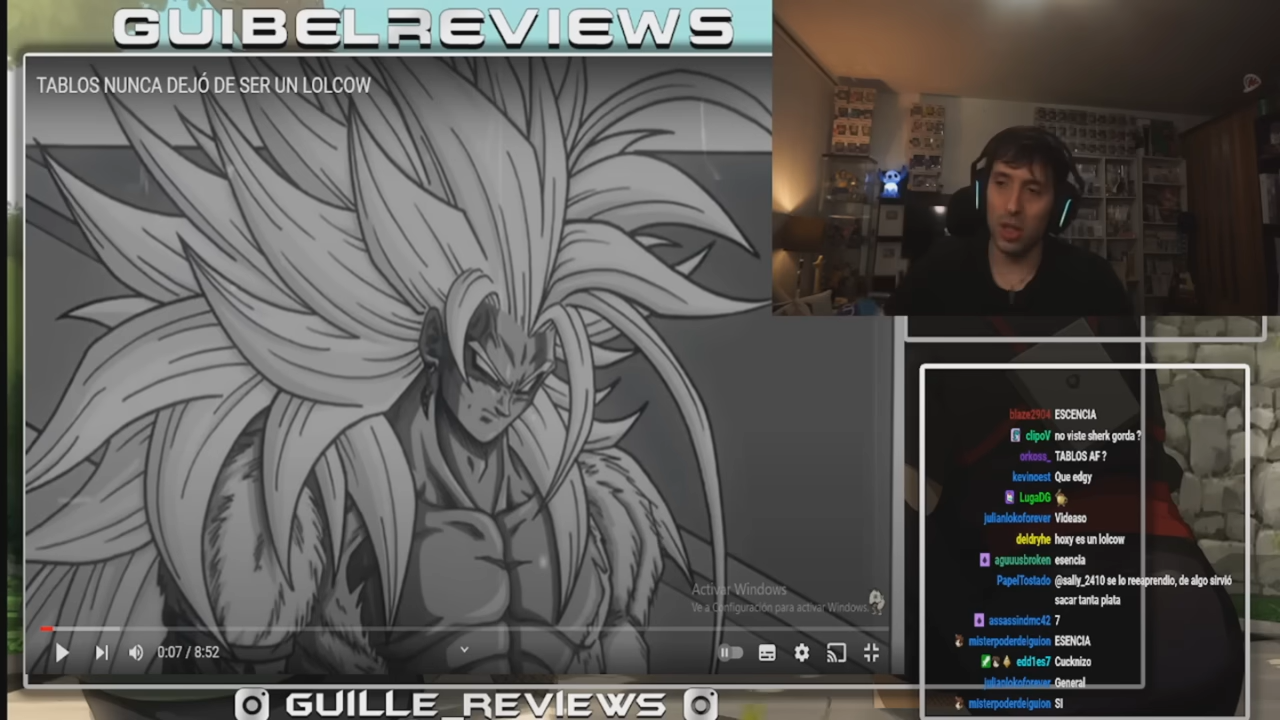 GUIBELREVIEWS
TABLOS NUNCA DEJÓ DE SER UN LOLCOW
Activar Windows
Ve a Configuración para activar Windows.
0:07 / 8:52
blaze2904 ESCENCIA
clipoV no viste sherk gorda ?
orkoss_ TABLOS AF ?
kevinoest Que edgy
LugaDG
julianlokoforever Videaso
deldryhe hoxy es un lolcow
aguuusbroken esencia
PapelTostado @sally_2410 se lo reeaprendio, de algo sirvió
sacar tanta plata
assassindmc42 7
misterpoderdelguion ESENCIA
edd1es7 Cucknizo
julianlokoforever General
misterpoderdelguion SI
GUILLE_REVIEWS